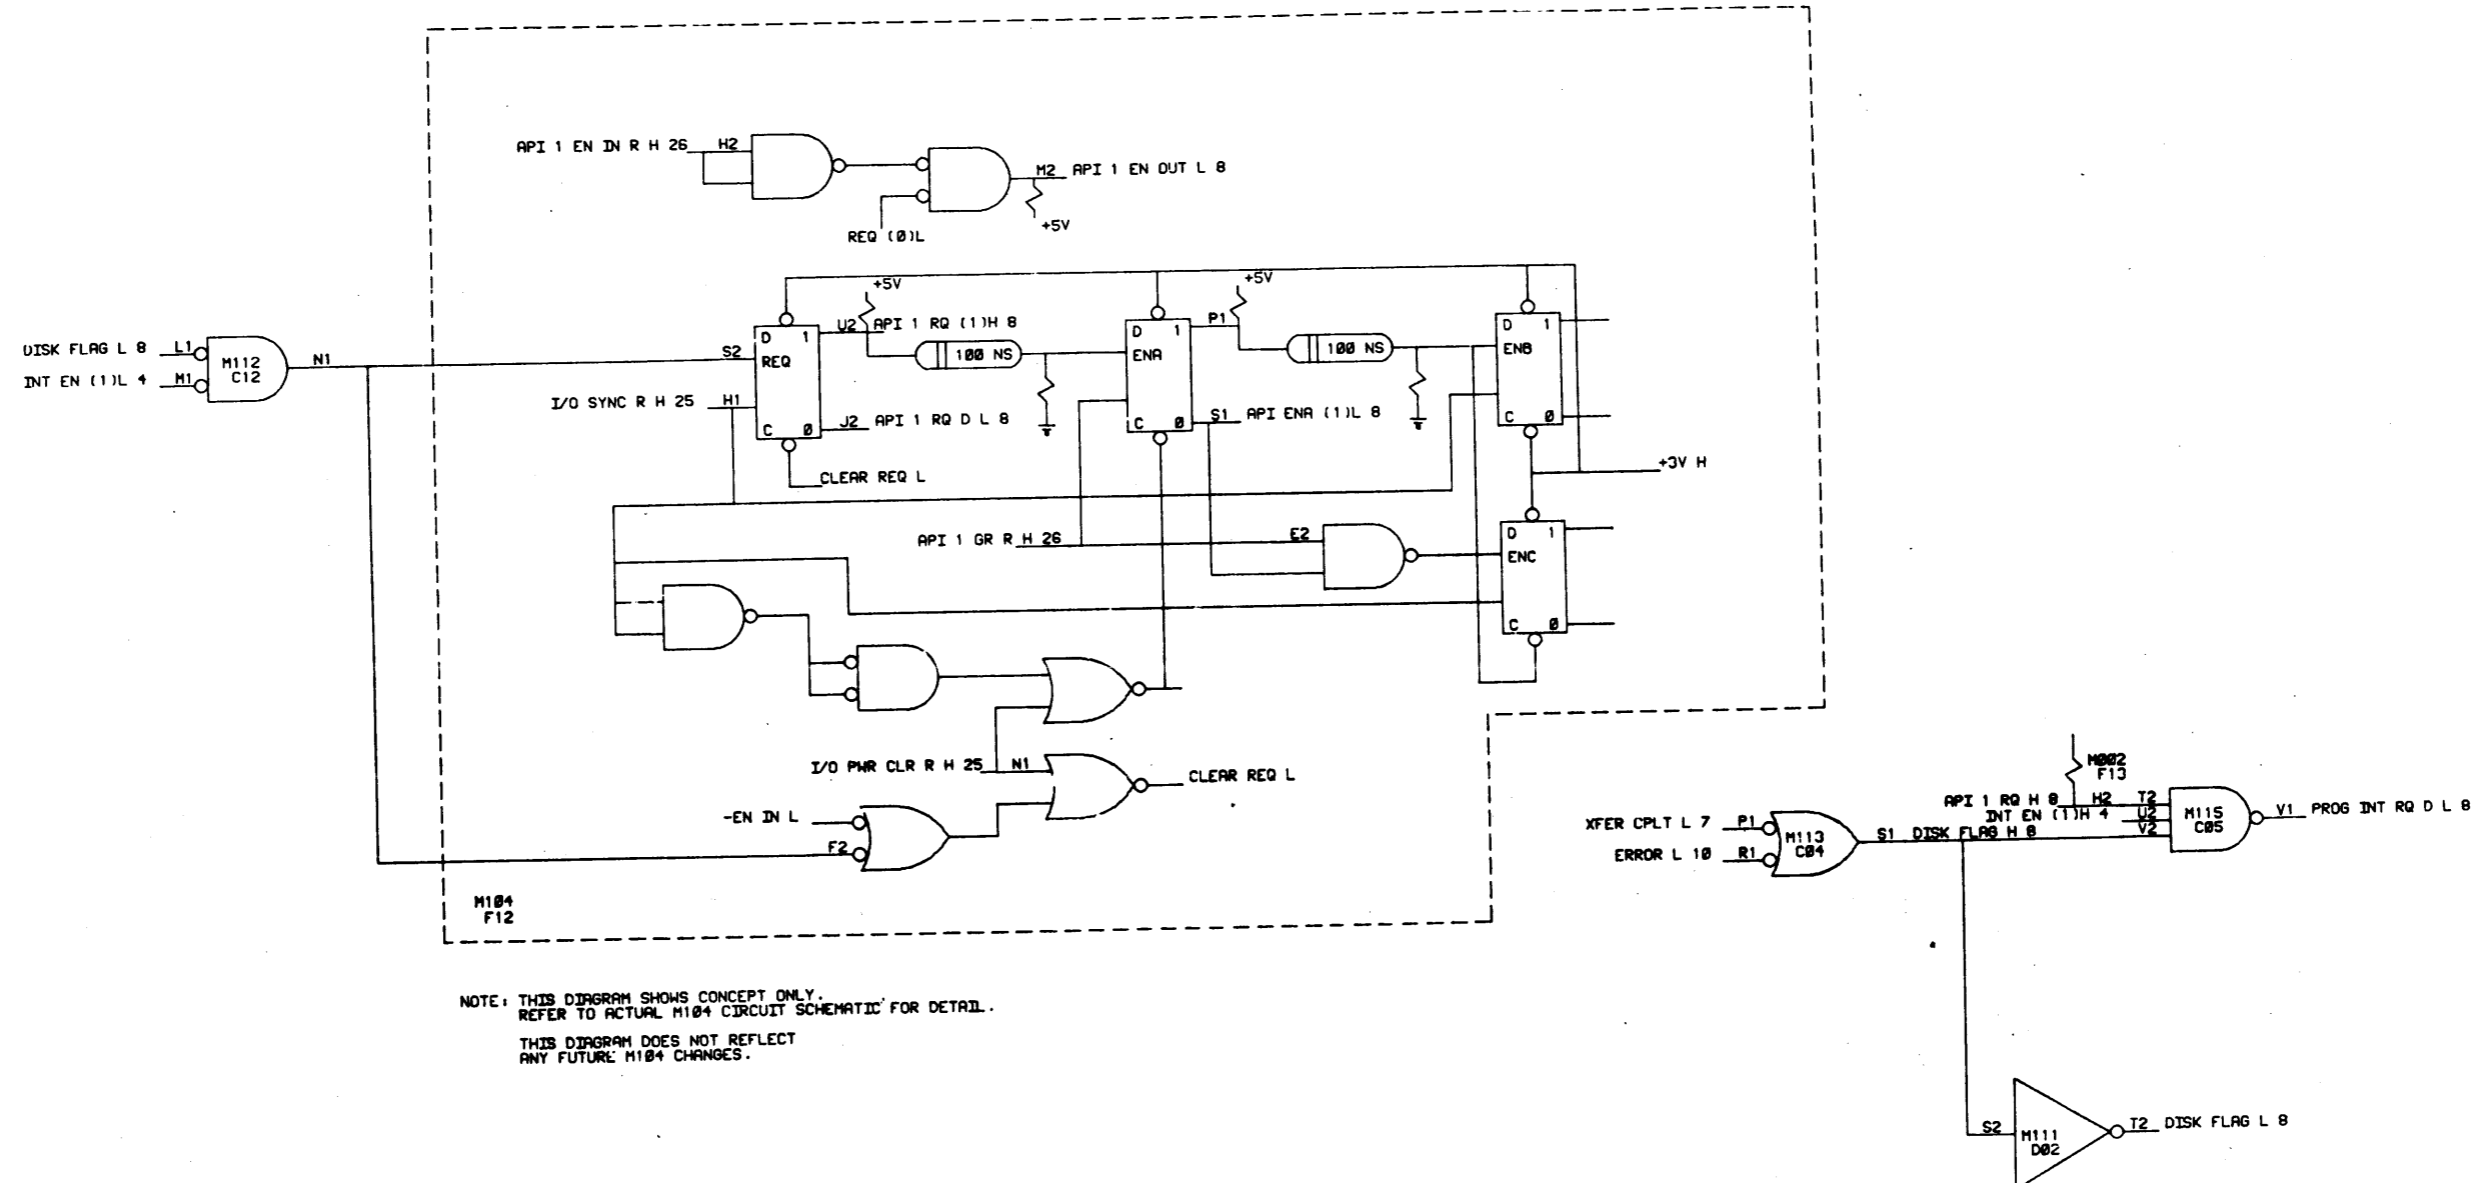 API 1 EN IN R H 26 H2
M2 API 1 EN OUT L 8
+5V
REQ (0)L
DISK FLAG L 8 L1
INT EN (1)L 4 M1
M112
C12
N1
S2
I/O SYNC R H 25 H1
D 1
REQ
C 0
+5V
U2 API 1 RQ (1)H 8
100 NS
J2 API 1 RQ D L 8
CLEAR REQ L
D 1
ENA
C 0
+5V
P1
100 NS
S1 API ENA (1)L 8
D 1
ENB
C 0
+3V H
API 1 GR R H 26
E2
D 1
ENC
C 0
I/O PWR CLR R H 25 N1
CLEAR REQ L
-EN IN L
F2
M104
F12
NOTE: THIS DIAGRAM SHOWS CONCEPT ONLY.
REFER TO ACTUAL M104 CIRCUIT SCHEMATIC FOR DETAIL.
THIS DIAGRAM DOES NOT REFLECT
ANY FUTURE M104 CHANGES.
M002
F13
API 1 RQ H 8 H2 T2
INT EN (1)H 4 U2
V2
M115
C05
V1 PROG INT RQ D L 8
XFER CPLT L 7 P1
ERROR L 10 R1
M113
C04
S1 DISK FLAG H 8
S2
M111
D02
T2 DISK FLAG L 8